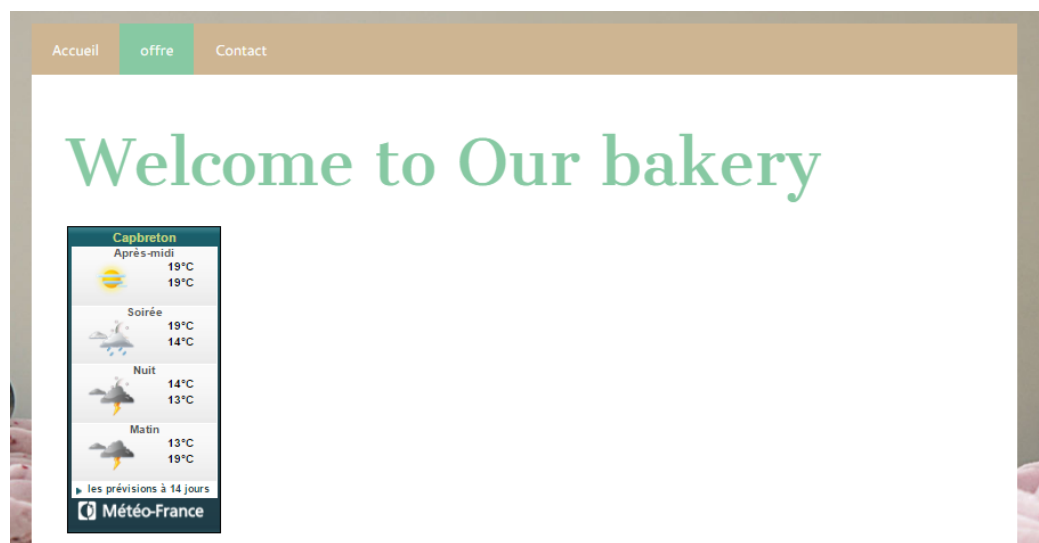 Accueil offre Contact
Welcome to Our bakery
Capbreton
Après-midi
19°C
19°C
Soirée
19°C
14°C
Nuit
14°C
13°C
Matin
13°C
19°C
les prévisions à 14 jours
Météo-France